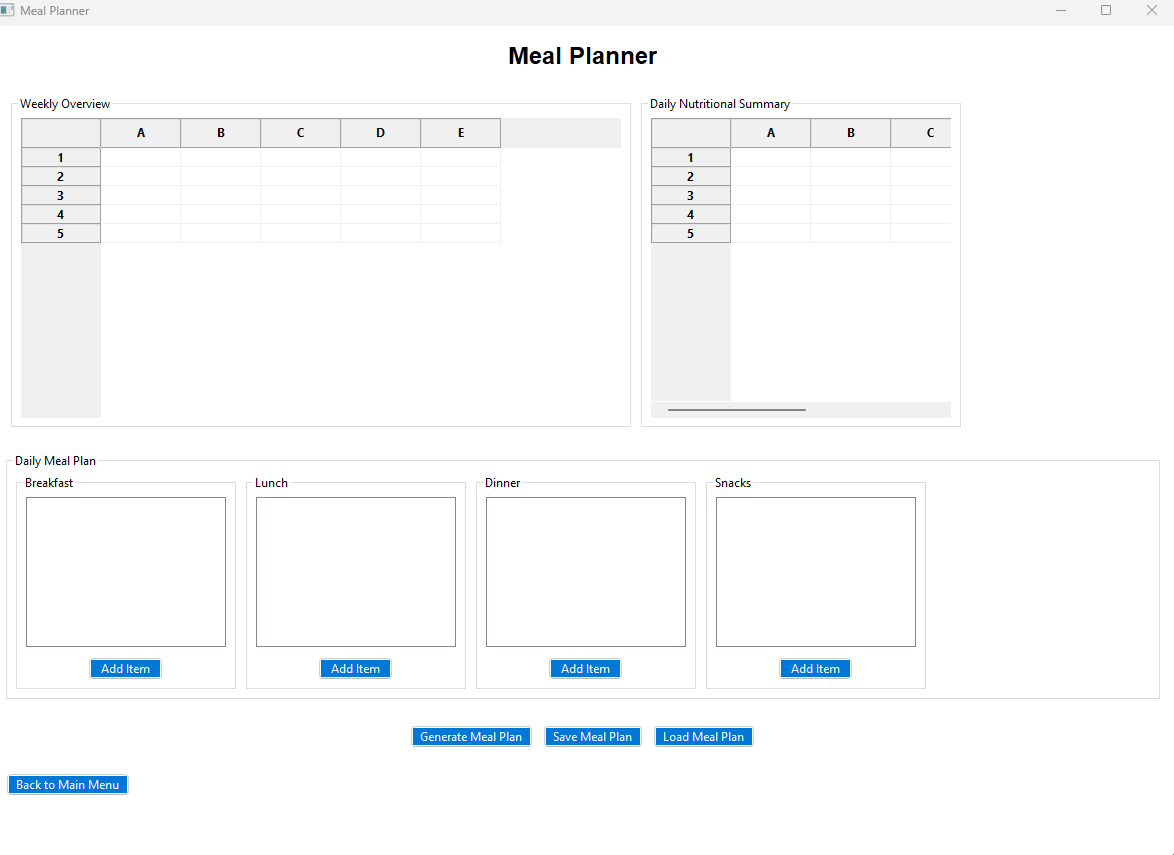 Meal Planner
Meal Planner
Weekly Overview
A B C D E
1
2
3
4
5
Daily Nutritional Summary
A B C
1
2
3
4
5
Daily Meal Plan
Breakfast
Add Item
Lunch
Add Item
Dinner
Add Item
Snacks
Add Item
Generate Meal Plan Save Meal Plan Load Meal Plan
Back to Main Menu